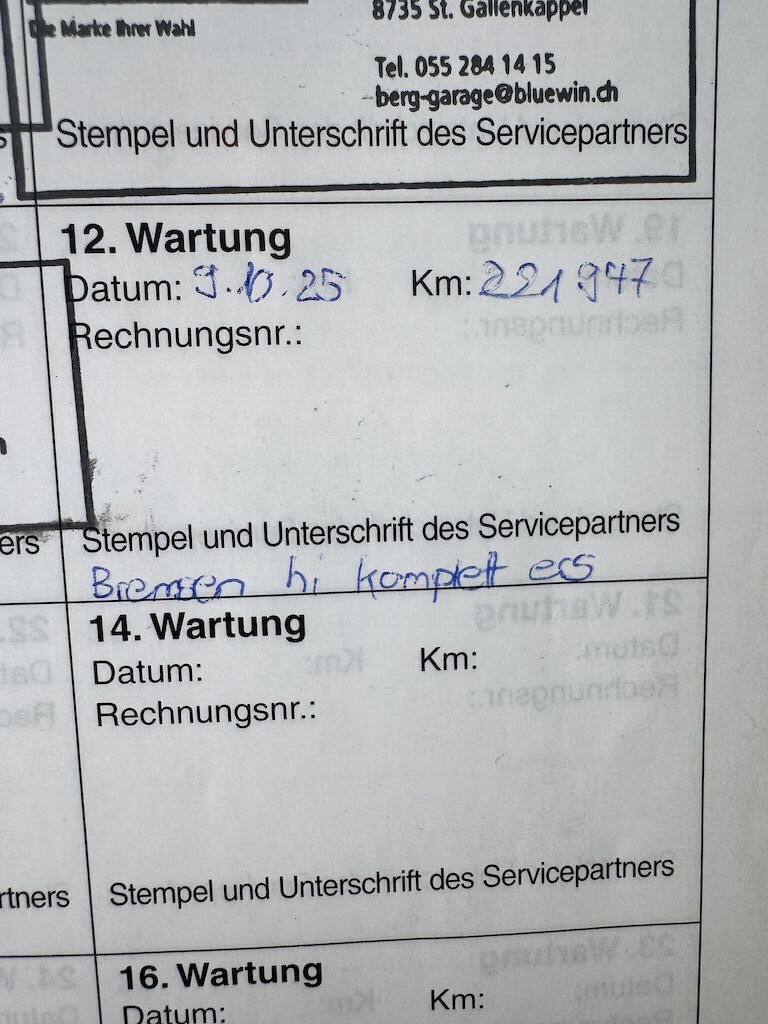 8735 St. Gallenkappel
Die Marke Ihrer Wahl
Tel. 055 284 14 15
berg-garage@bluewin.ch
Stempel und Unterschrift des Servicepartners
12. Wartung
Datum: 9.10.25 Km: 221947
Rechnungsnr.:
ers Stempel und Unterschrift des Servicepartners
Bremsen hi komplett ers
14. Wartung
Datum: Km:
Rechnungsnr.:
rtners Stempel und Unterschrift des Servicepartners
16. Wartung
Datum: Km: